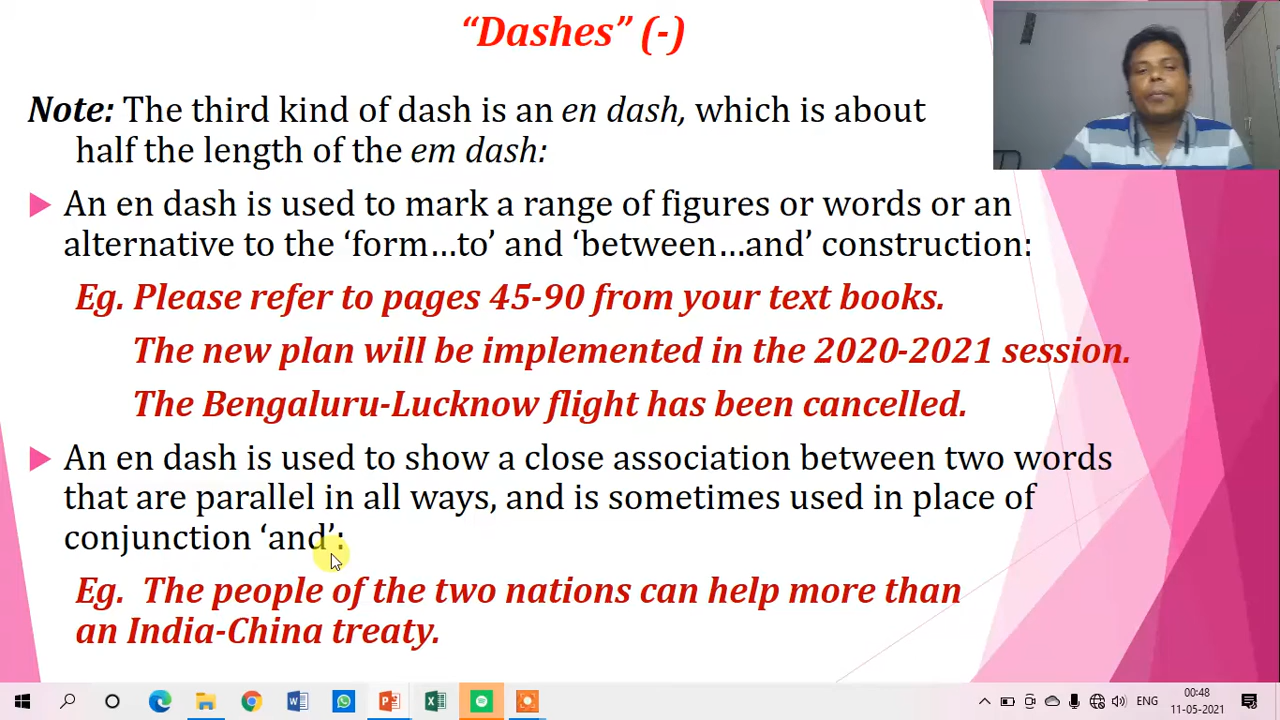 “Dashes” (-)
Note: The third kind of dash is an en dash, which is about
half the length of the em dash:
An en dash is used to mark a range of figures or words or an
alternative to the ‘form…to’ and ‘between…and’ construction:
Eg. Please refer to pages 45-90 from your text books.
The new plan will be implemented in the 2020-2021 session.
The Bengaluru-Lucknow flight has been cancelled.
An en dash is used to show a close association between two words
that are parallel in all ways, and is sometimes used in place of
conjunction ‘and’:
Eg. The people of the two nations can help more than
an India-China treaty.
ENG
00:48
11-05-2021